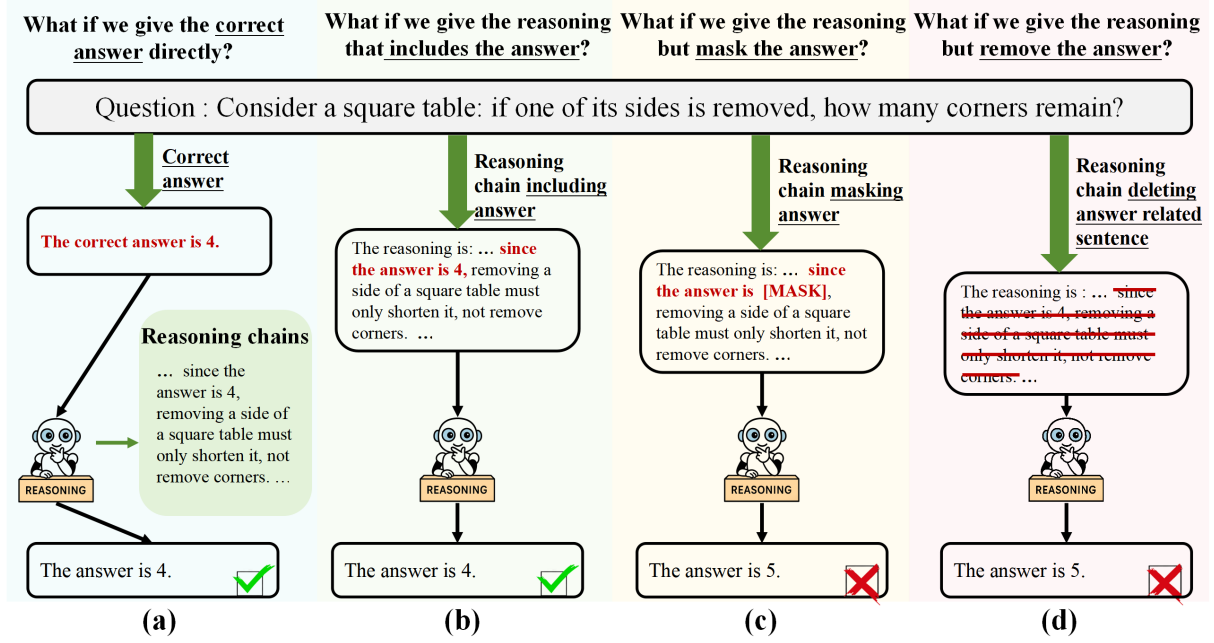 What if we give the correct
answer directly?
What if we give the reasoning
that includes the answer?
What if we give the reasoning
but mask the answer?
What if we give the reasoning
but remove the answer?
Question : Consider a square table: if one of its sides is removed, how many corners remain?
Correct
answer
The correct answer is 4.
Reasoning chains
... since the
answer is 4,
removing a side of
a square table must
only shorten it, not
remove corners. ...
REASONING
The answer is 4.
(a)
Reasoning
chain including
answer
The reasoning is: ... since
the answer is 4, removing a
side of a square table must
only shorten it, not remove
corners. ...
REASONING
The answer is 4.
(b)
Reasoning
chain masking
answer
The reasoning is: ... since
the answer is [MASK],
removing a side of a square
table must only shorten it, not
remove corners. ...
REASONING
The answer is 5.
(c)
Reasoning
chain deleting
answer related
sentence
The reasoning is : ... since
the answer is 4, removing a
side of a square table must
only shorten it, not remove
corners. ...
REASONING
The answer is 5.
(d)